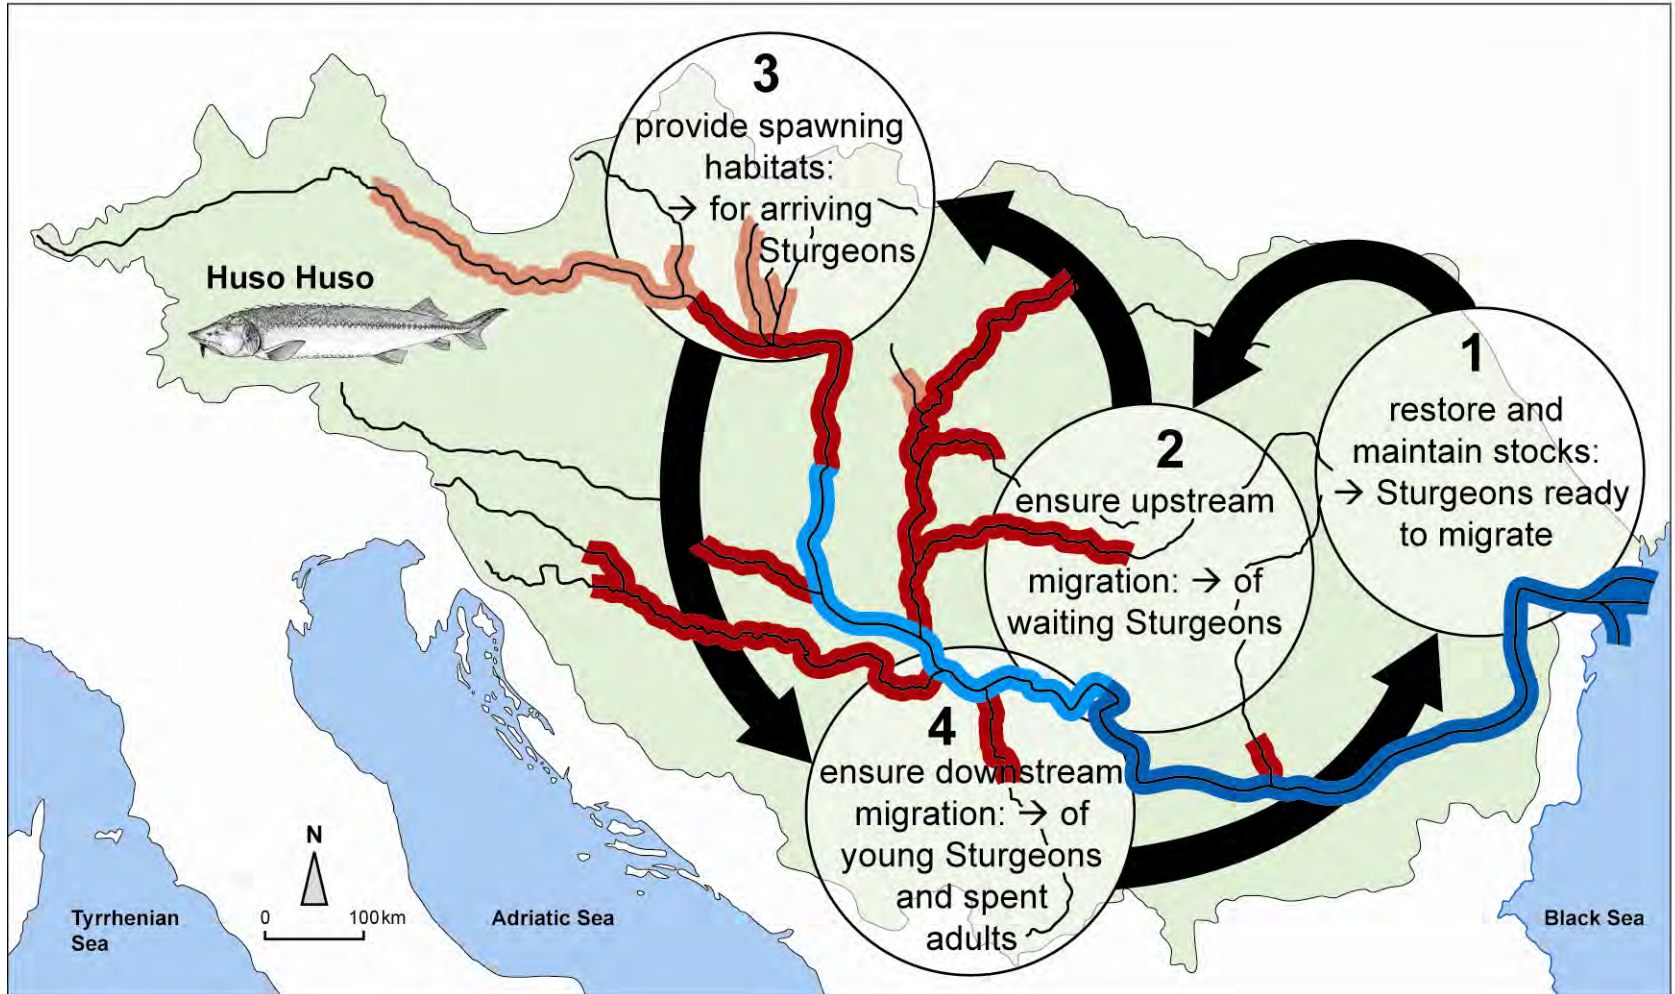 3
provide spawning
habitats:
→ for arriving
Sturgeons
Huso Huso
1
restore and
maintain stocks:
→ Sturgeons ready
to migrate
2
ensure upstream
migration: → of
waiting Sturgeons
4
ensure downstream
migration: → of
young Sturgeons
and spent
adults
N
0 100 km
Tyrrhenian
Sea
Adriatic Sea
Black Sea